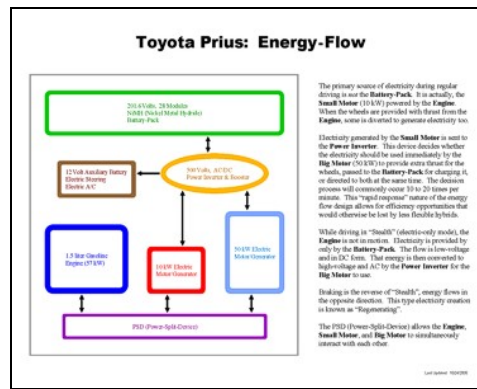 Toyota Prius: Energy-Flow
201.6 Volts, 28 Modules
NiMH (Nickel Metal Hydride)
Battery-Pack
12 Volt Auxiliary Battery
Electric Steering
Electric A/C
500 Volts, AC/DC
Power Inverter & Booster
1.5 liter Gasoline
Engine (57 kW)
10 kW Electric
Motor/Generator
50 kW Electric
Motor/Generator
PSD (Power-Split-Device)
The primary source of electricity during regular
driving is not the Battery-Pack. It is actually, the
Small Motor (10 kW) powered by the Engine.
When the wheels are provided with thrust from the
Engine, some is diverted to generate electricity too.
Electricity generated by the Small Motor is sent to
the Power Inverter. This device decides whether
the electricity should be used immediately by the
Big Motor (50 kW) to provide extra thrust for the
wheels, passed to the Battery-Pack for charging it,
or directed to both at the same time. The decision
process will commonly occur 10 to 20 times per
minute. This "rapid response" nature of the energy
flow design allows for efficiency opportunities that
would otherwise be lost by less flexible hybrids.
While driving in "Stealth" (electric-only mode), the
Engine is not in motion. Electricity is provided by
only by the Battery-Pack. The flow is low-voltage
and in DC form. That energy is then converted to
high-voltage and AC by the Power Inverter for the
Big Motor to use.
Braking is the reverse of "Stealth", energy flows in
the opposite direction. This type electricity creation
is known as "Regenerating".
The PSD (Power-Split-Device) allows the Engine,
Small Motor, and Big Motor to simultaneously
interact with each other.
Last Updated: